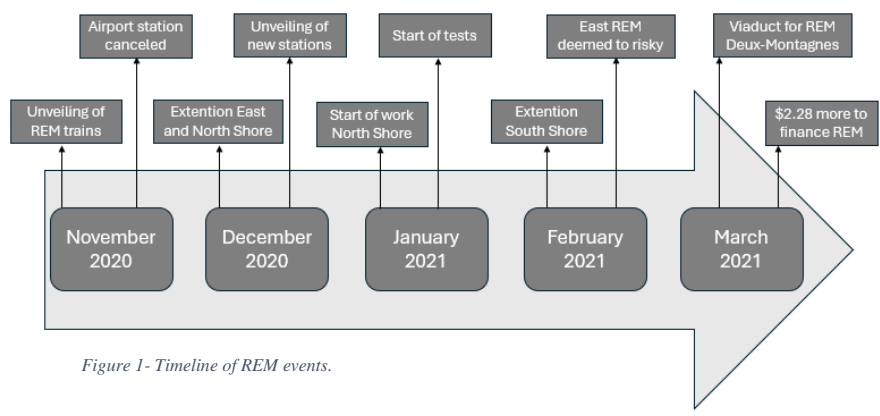 Airport station
canceled
Unveiling of
new stations
Start of tests
East REM
deemed to risky
Viaduct for REM
Deux-Montagnes
Unveiling of
REM trains
Extention East
and North Shore
Start of work
North Shore
Extention
South Shore
$2.28 more to
finance REM
November
2020
December
2020
January
2021
February
2021
March
2021
Figure 1- Timeline of REM events.